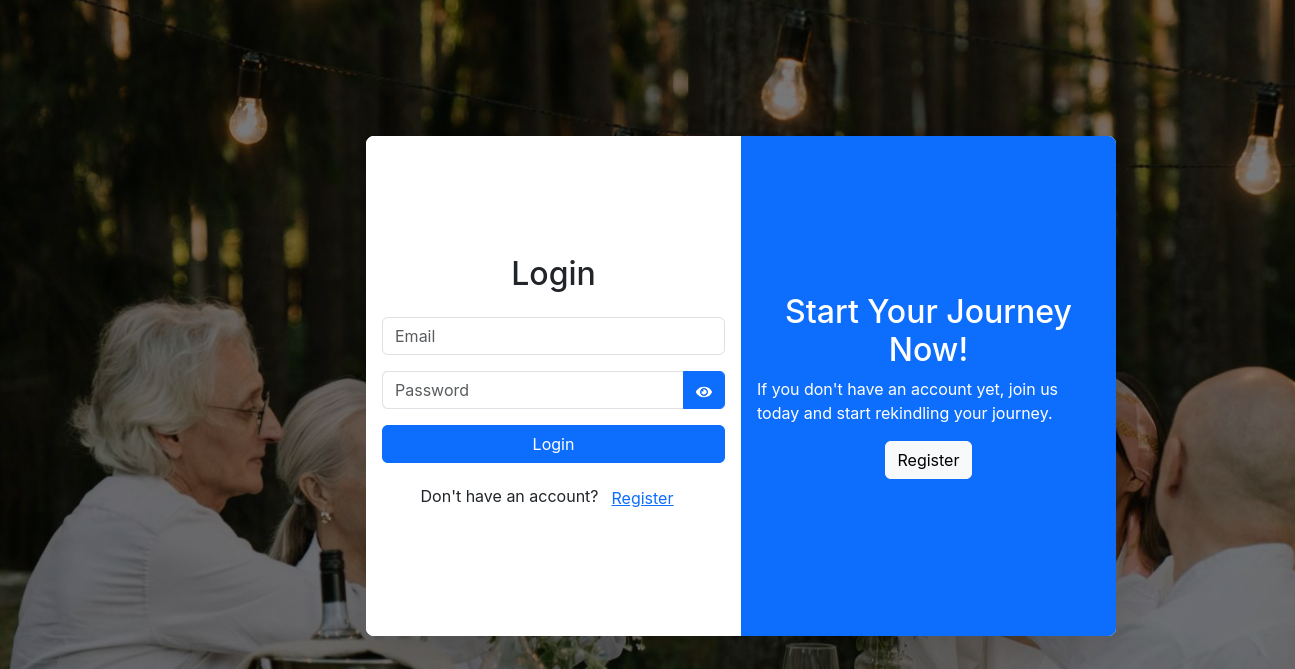 Login
Email
Password
Login
Don't have an account? Register
Start Your Journey
Now!
If you don't have an account yet, join us
today and start rekindling your journey.
Register